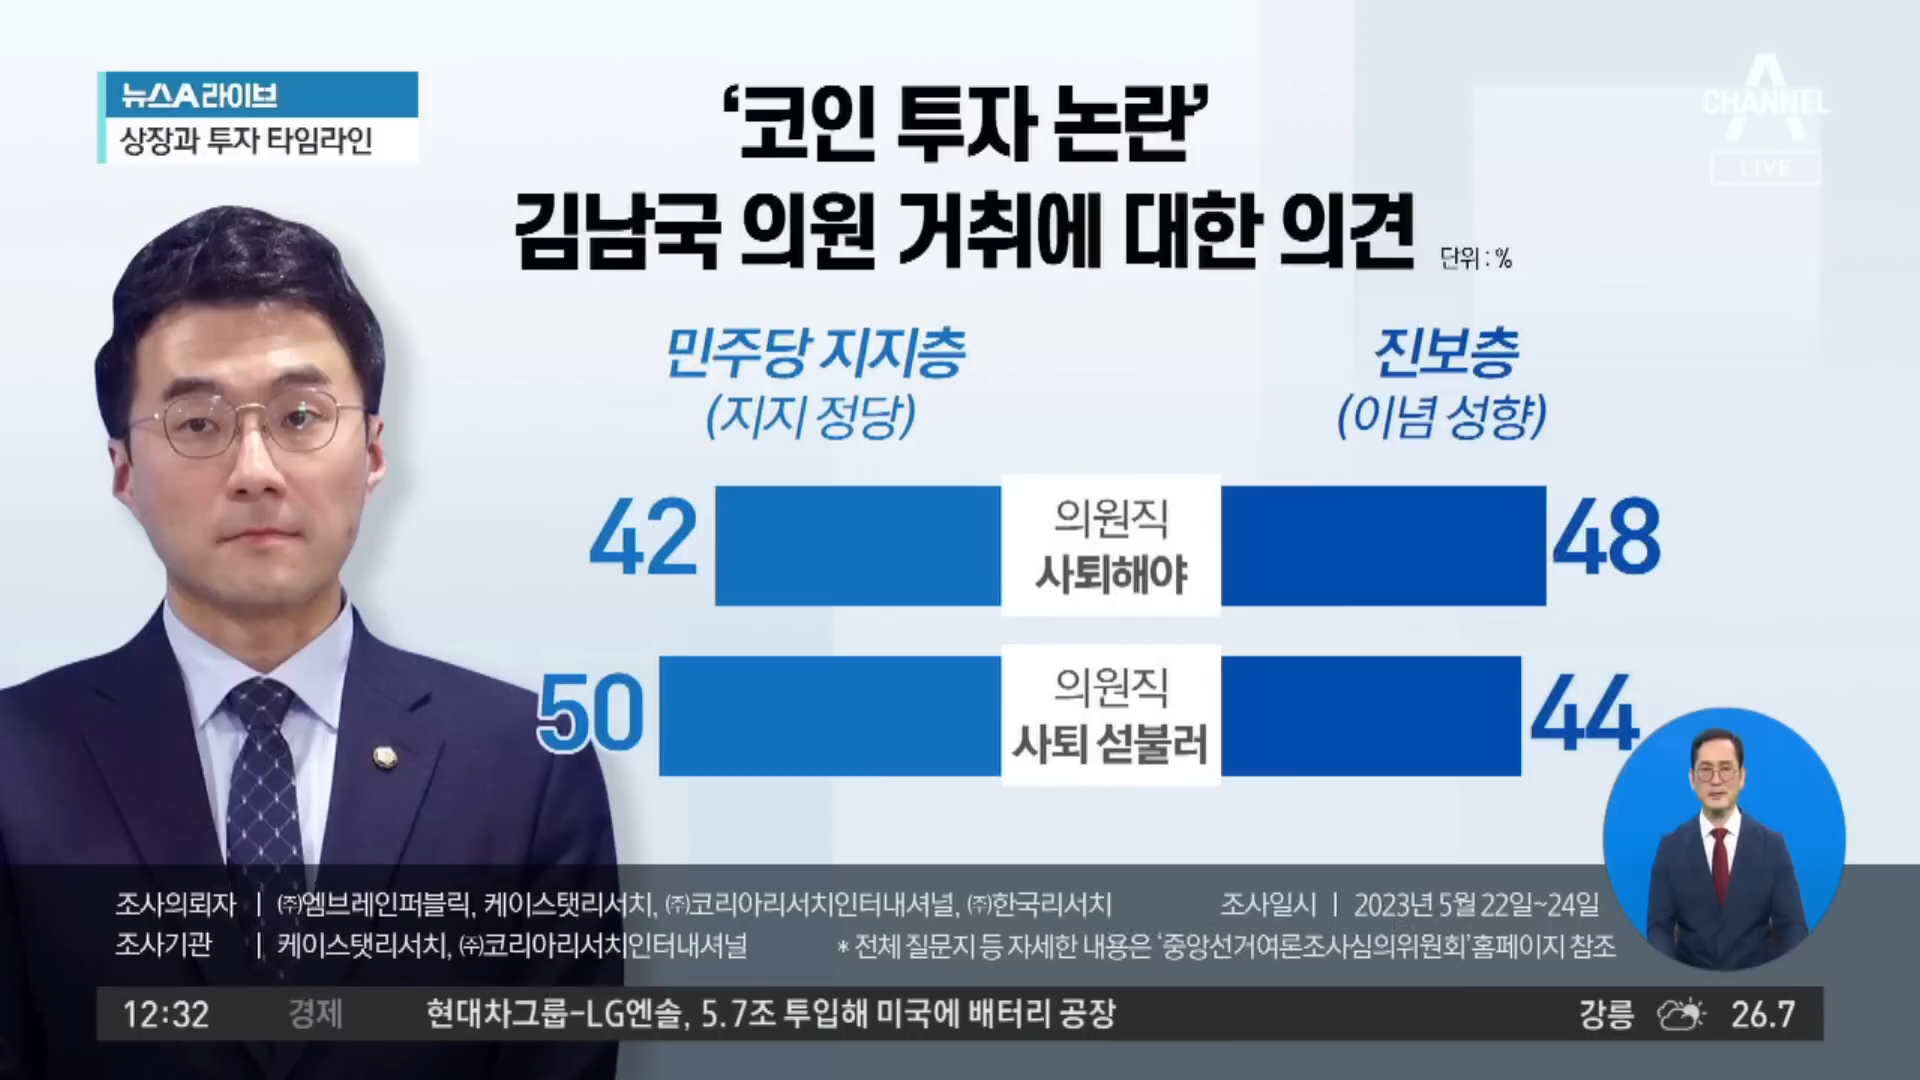 뉴스A 라이브
상장과 투자 타임라인
CHANNEL A
LIVE
‘코인 투자 논란’
김남국 의원 거취에 대한 의견 단위 : %
민주당 지지층
(지지 정당)
진보층
(이념 성향)
42 의원직 사퇴해야 48
50 의원직 사퇴 섣불러 44
조사의뢰자 | ㈜엠브레인퍼블릭, 케이스탯리서치, ㈜코리아리서치인터내셔널, ㈜한국리서치 조사일시 | 2023년 5월 22일~24일
조사기관 | 케이스탯리서치, ㈜코리아리서치인터내셔널 * 전체 질문지 등 자세한 내용은 ‘중앙선거여론조사심의위원회’ 홈페이지 참조
12:32 경제 현대차그룹-LG엔솔, 5.7조 투입해 미국에 배터리 공장 강릉 26.7